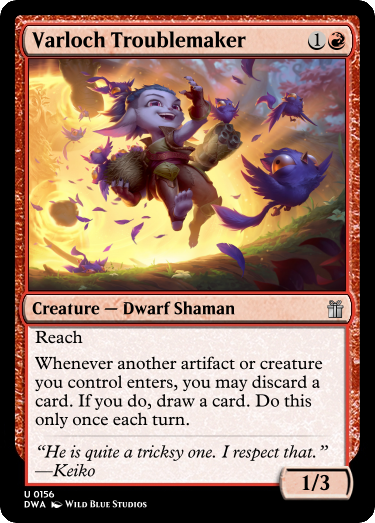 Varloch Troublemaker 1
Creature — Dwarf Shaman
Reach
Whenever another artifact or creature
you control enters, you may discard a
card. If you do, draw a card. Do this
only once each turn.
“He is quite a tricksy one. I respect that.”
—Keiko
1/3
U 0156
DWA Wild Blue Studios